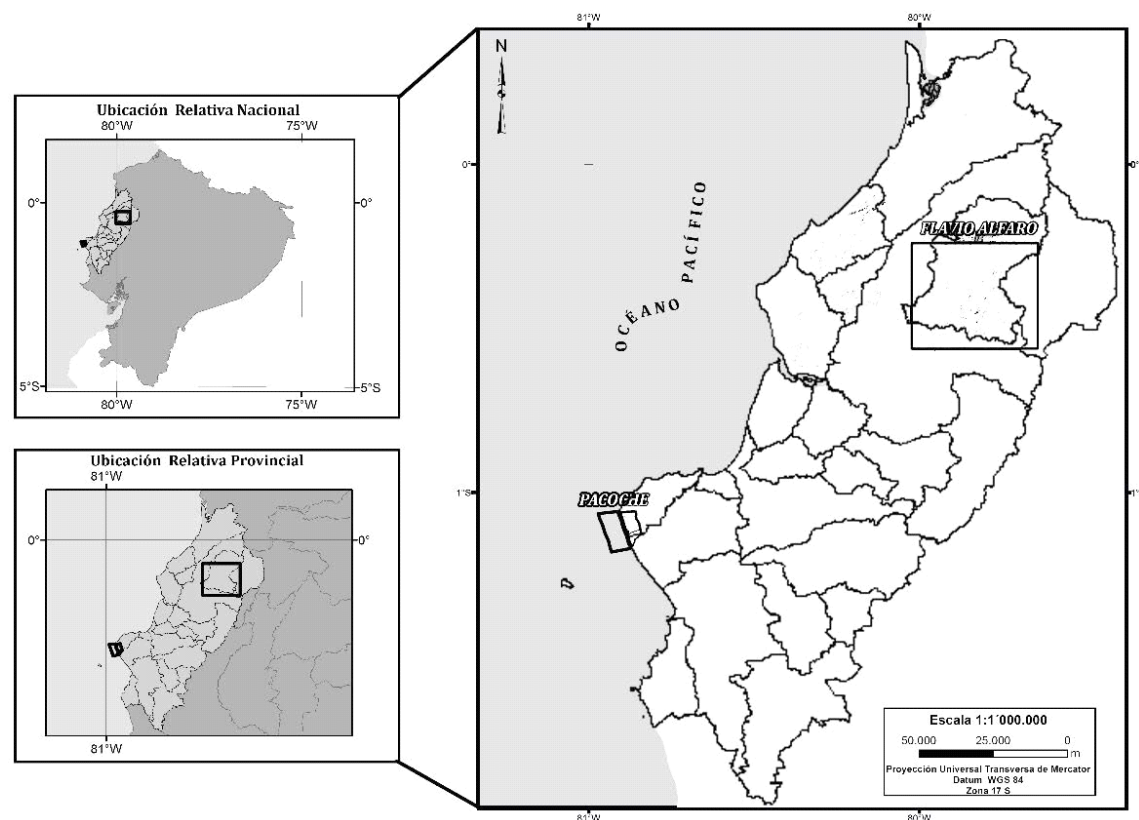 Ubicación Relativa Nacional
80°W
75°W
0°
0°
5°S
5°S
80°W
75°W
Ubicación Relativa Provincial
81°W
0°
0°
81°W
81°W
80°W
N
0°
0°
OCÉANO PACÍFICO
FLAVIO ALFARO
1°S
PACOCHE
Escala 1:1´000.000
50.000
25.000
0
m
Proyección Universal Transversa de Mercator
Datum WGS 84
Zona 17 S
81°W
80°W